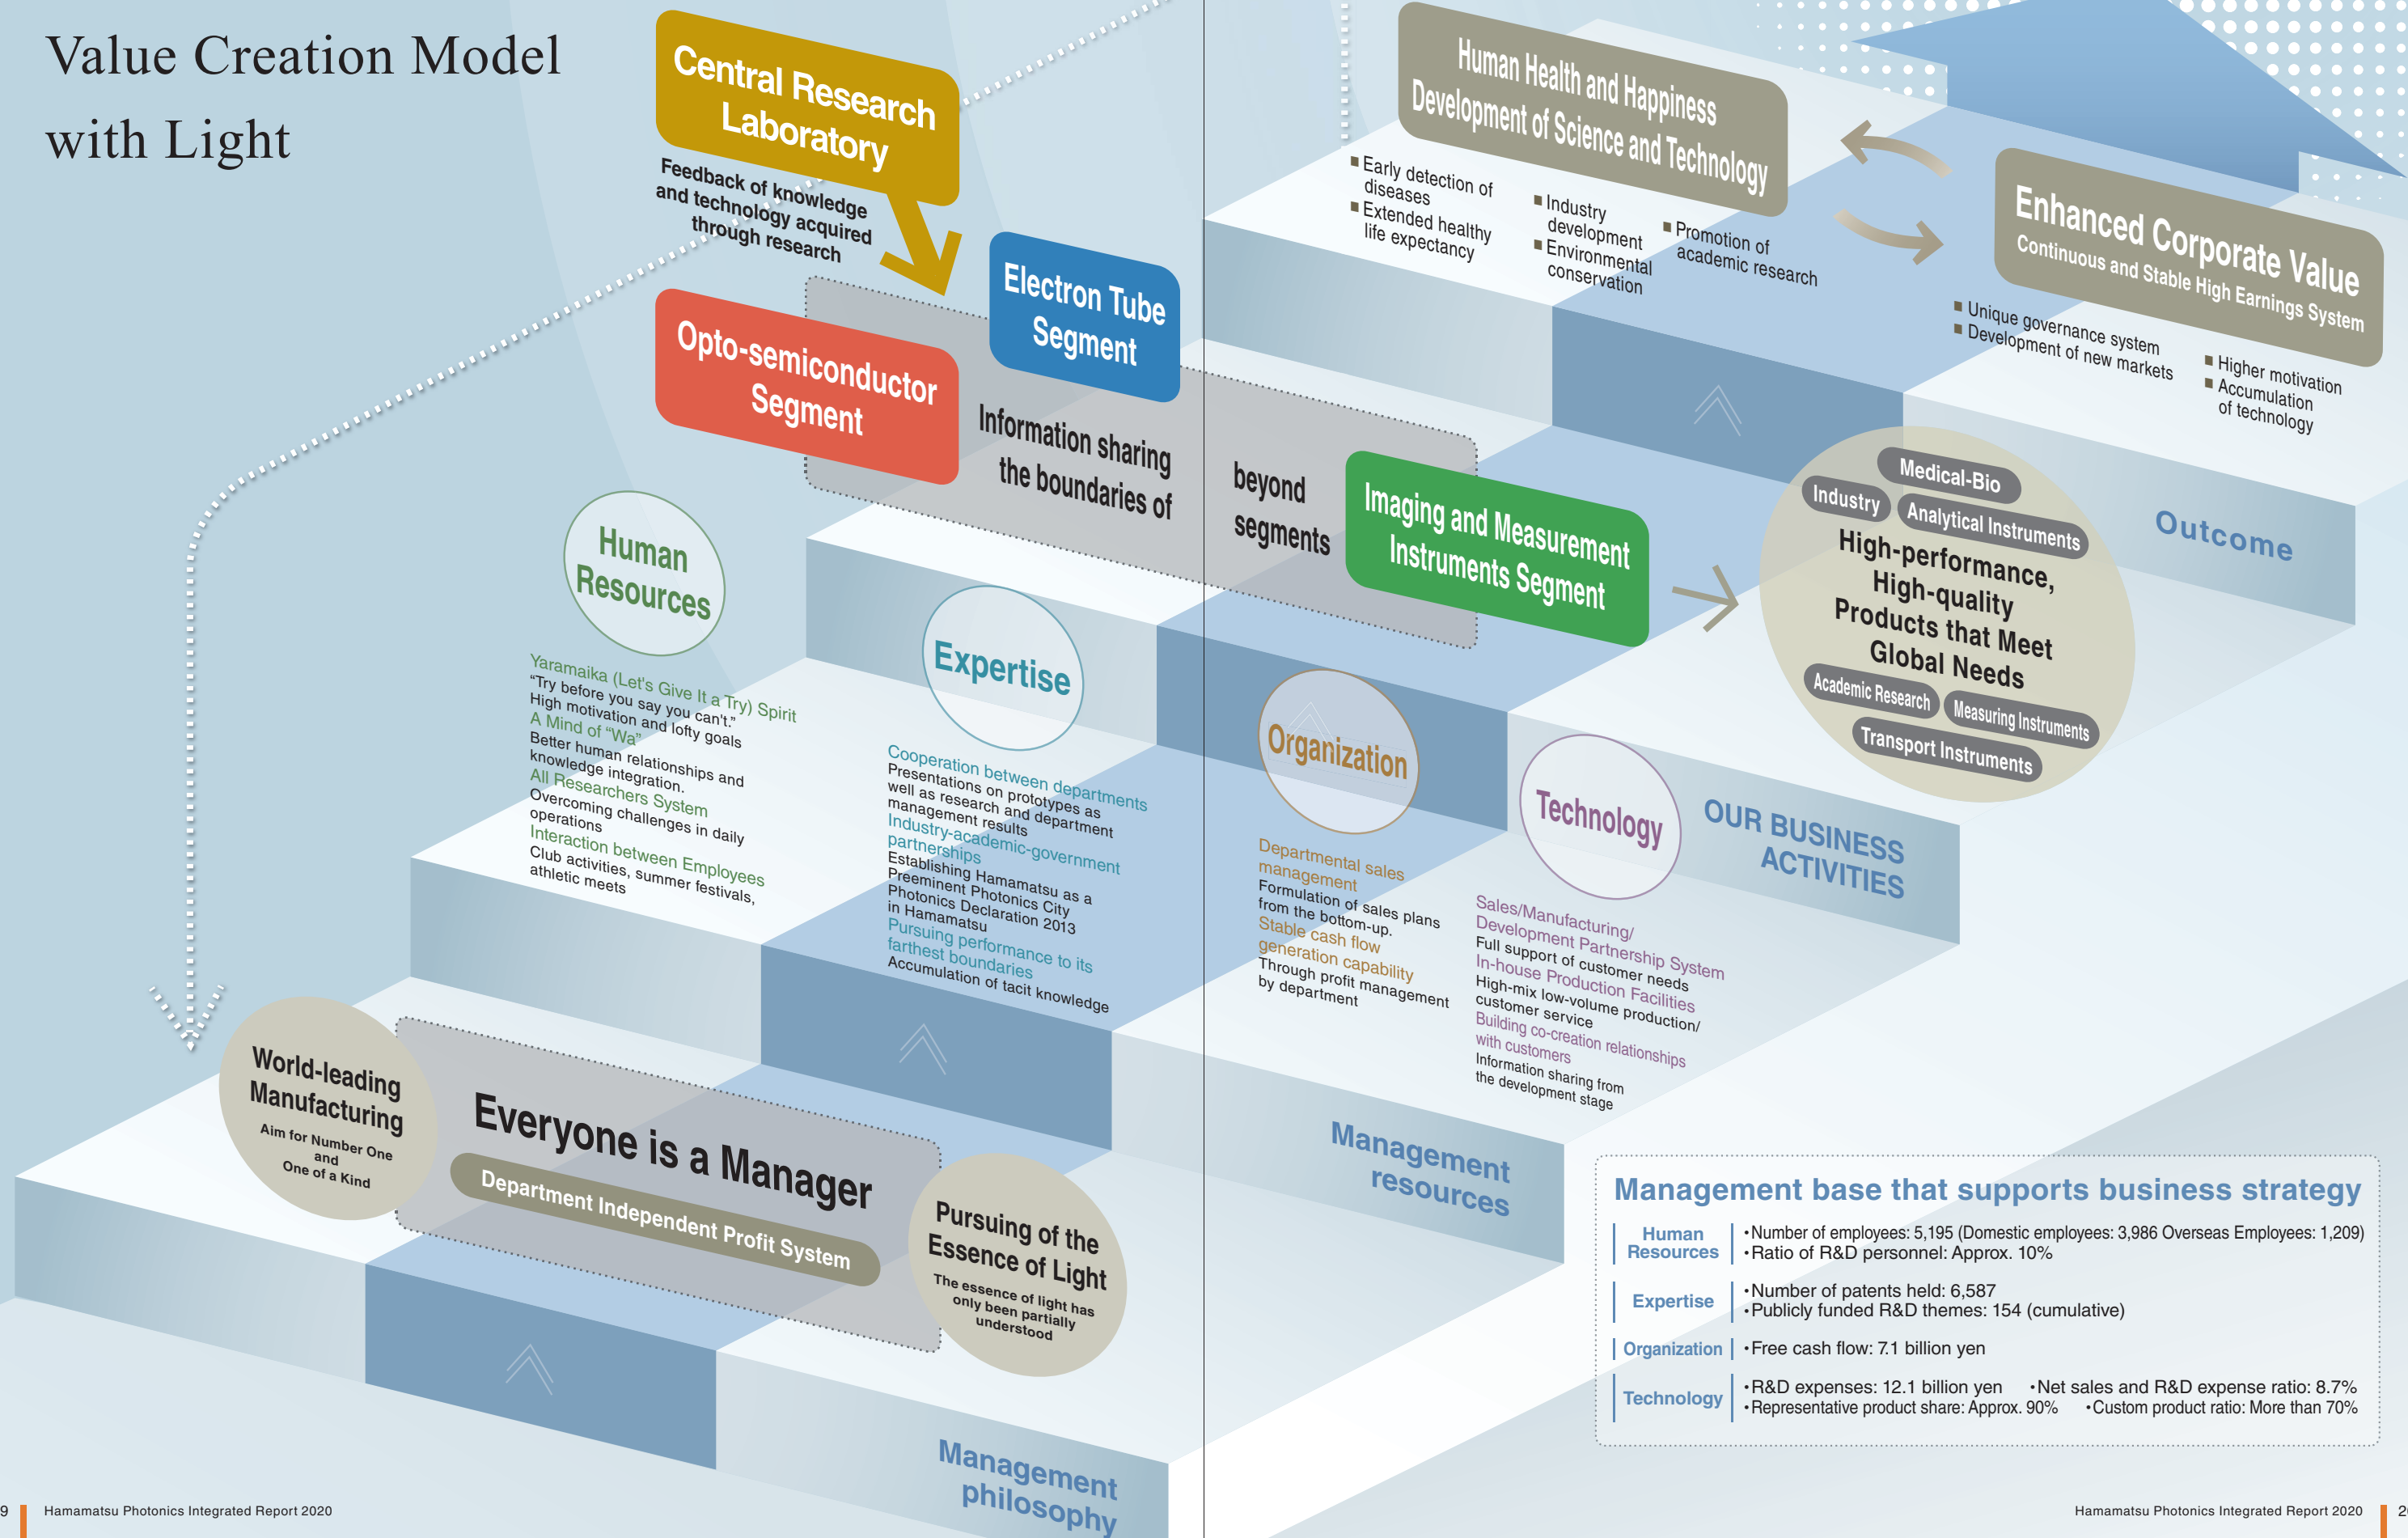 Value Creation Model
with Light
Central Research
Laboratory
Feedback of knowledge
and technology acquired
through research
Electron Tube
Segment
Opto-semiconductor
Segment
Information sharing
the boundaries of
beyond
segments
Imaging and Measurement
Instruments Segment
Human Health and Happiness
Development of Science and Technology
■ Early detection of
diseases
■ Extended healthy
life expectancy
■ Industry
development
■ Environmental
conservation
■ Promotion of
academic research
Enhanced Corporate Value
Continuous and Stable High Earnings System
■ Unique governance system
■ Development of new markets
■ Higher motivation
■ Accumulation
of technology
Outcome
Medical-Bio
Industry
Analytical Instruments
High-performance,
High-quality
Products that Meet
Global Needs
Academic Research
Measuring Instruments
Transport Instruments
OUR BUSINESS
ACTIVITIES
Human
Resources
Yaramaika (Let's Give It a Try) Spirit
“Try before you say you can't.”
High motivation and lofty goals
A Mind of “Wa”
Better human relationships and
knowledge integration.
All Researchers System
Overcoming challenges in daily
operations
Interaction between Employees
Club activities, summer festivals,
athletic meets
Expertise
Cooperation between departments
Presentations on prototypes as
well as research and department
management results
Industry-academic-government
partnerships
Establishing Hamamatsu as a
Preeminent Photonics City
Photonics Declaration 2013
in Hamamatsu
Pursuing performance to its
farthest boundaries
Accumulation of tacit knowledge
Organization
Departmental sales
management
Formulation of sales plans
from the bottom-up.
Stable cash flow
generation capability
Through profit management
by department
Technology
Sales/Manufacturing/
Development Partnership System
Full support of customer needs
In-house Production Facilities
High-mix low-volume production/
customer service
Building co-creation relationships
with customers
Information sharing from
the development stage
Management
resources
World-leading
Manufacturing
Aim for Number One
and
One of a Kind
Everyone is a Manager
Department Independent Profit System
Pursuing of the
Essence of Light
The essence of light has
only been partially
understood
Management
philosophy
Management base that supports business strategy
Human
Resources
•Number of employees: 5,195 (Domestic employees: 3,986 Overseas Employees: 1,209)
•Ratio of R&D personnel: Approx. 10%
Expertise
•Number of patents held: 6,587
•Publicly funded R&D themes: 154 (cumulative)
Organization
•Free cash flow: 7.1 billion yen
Technology
•R&D expenses: 12.1 billion yen •Net sales and R&D expense ratio: 8.7%
•Representative product share: Approx. 90% •Custom product ratio: More than 70%
9 Hamamatsu Photonics Integrated Report 2020
Hamamatsu Photonics Integrated Report 2020